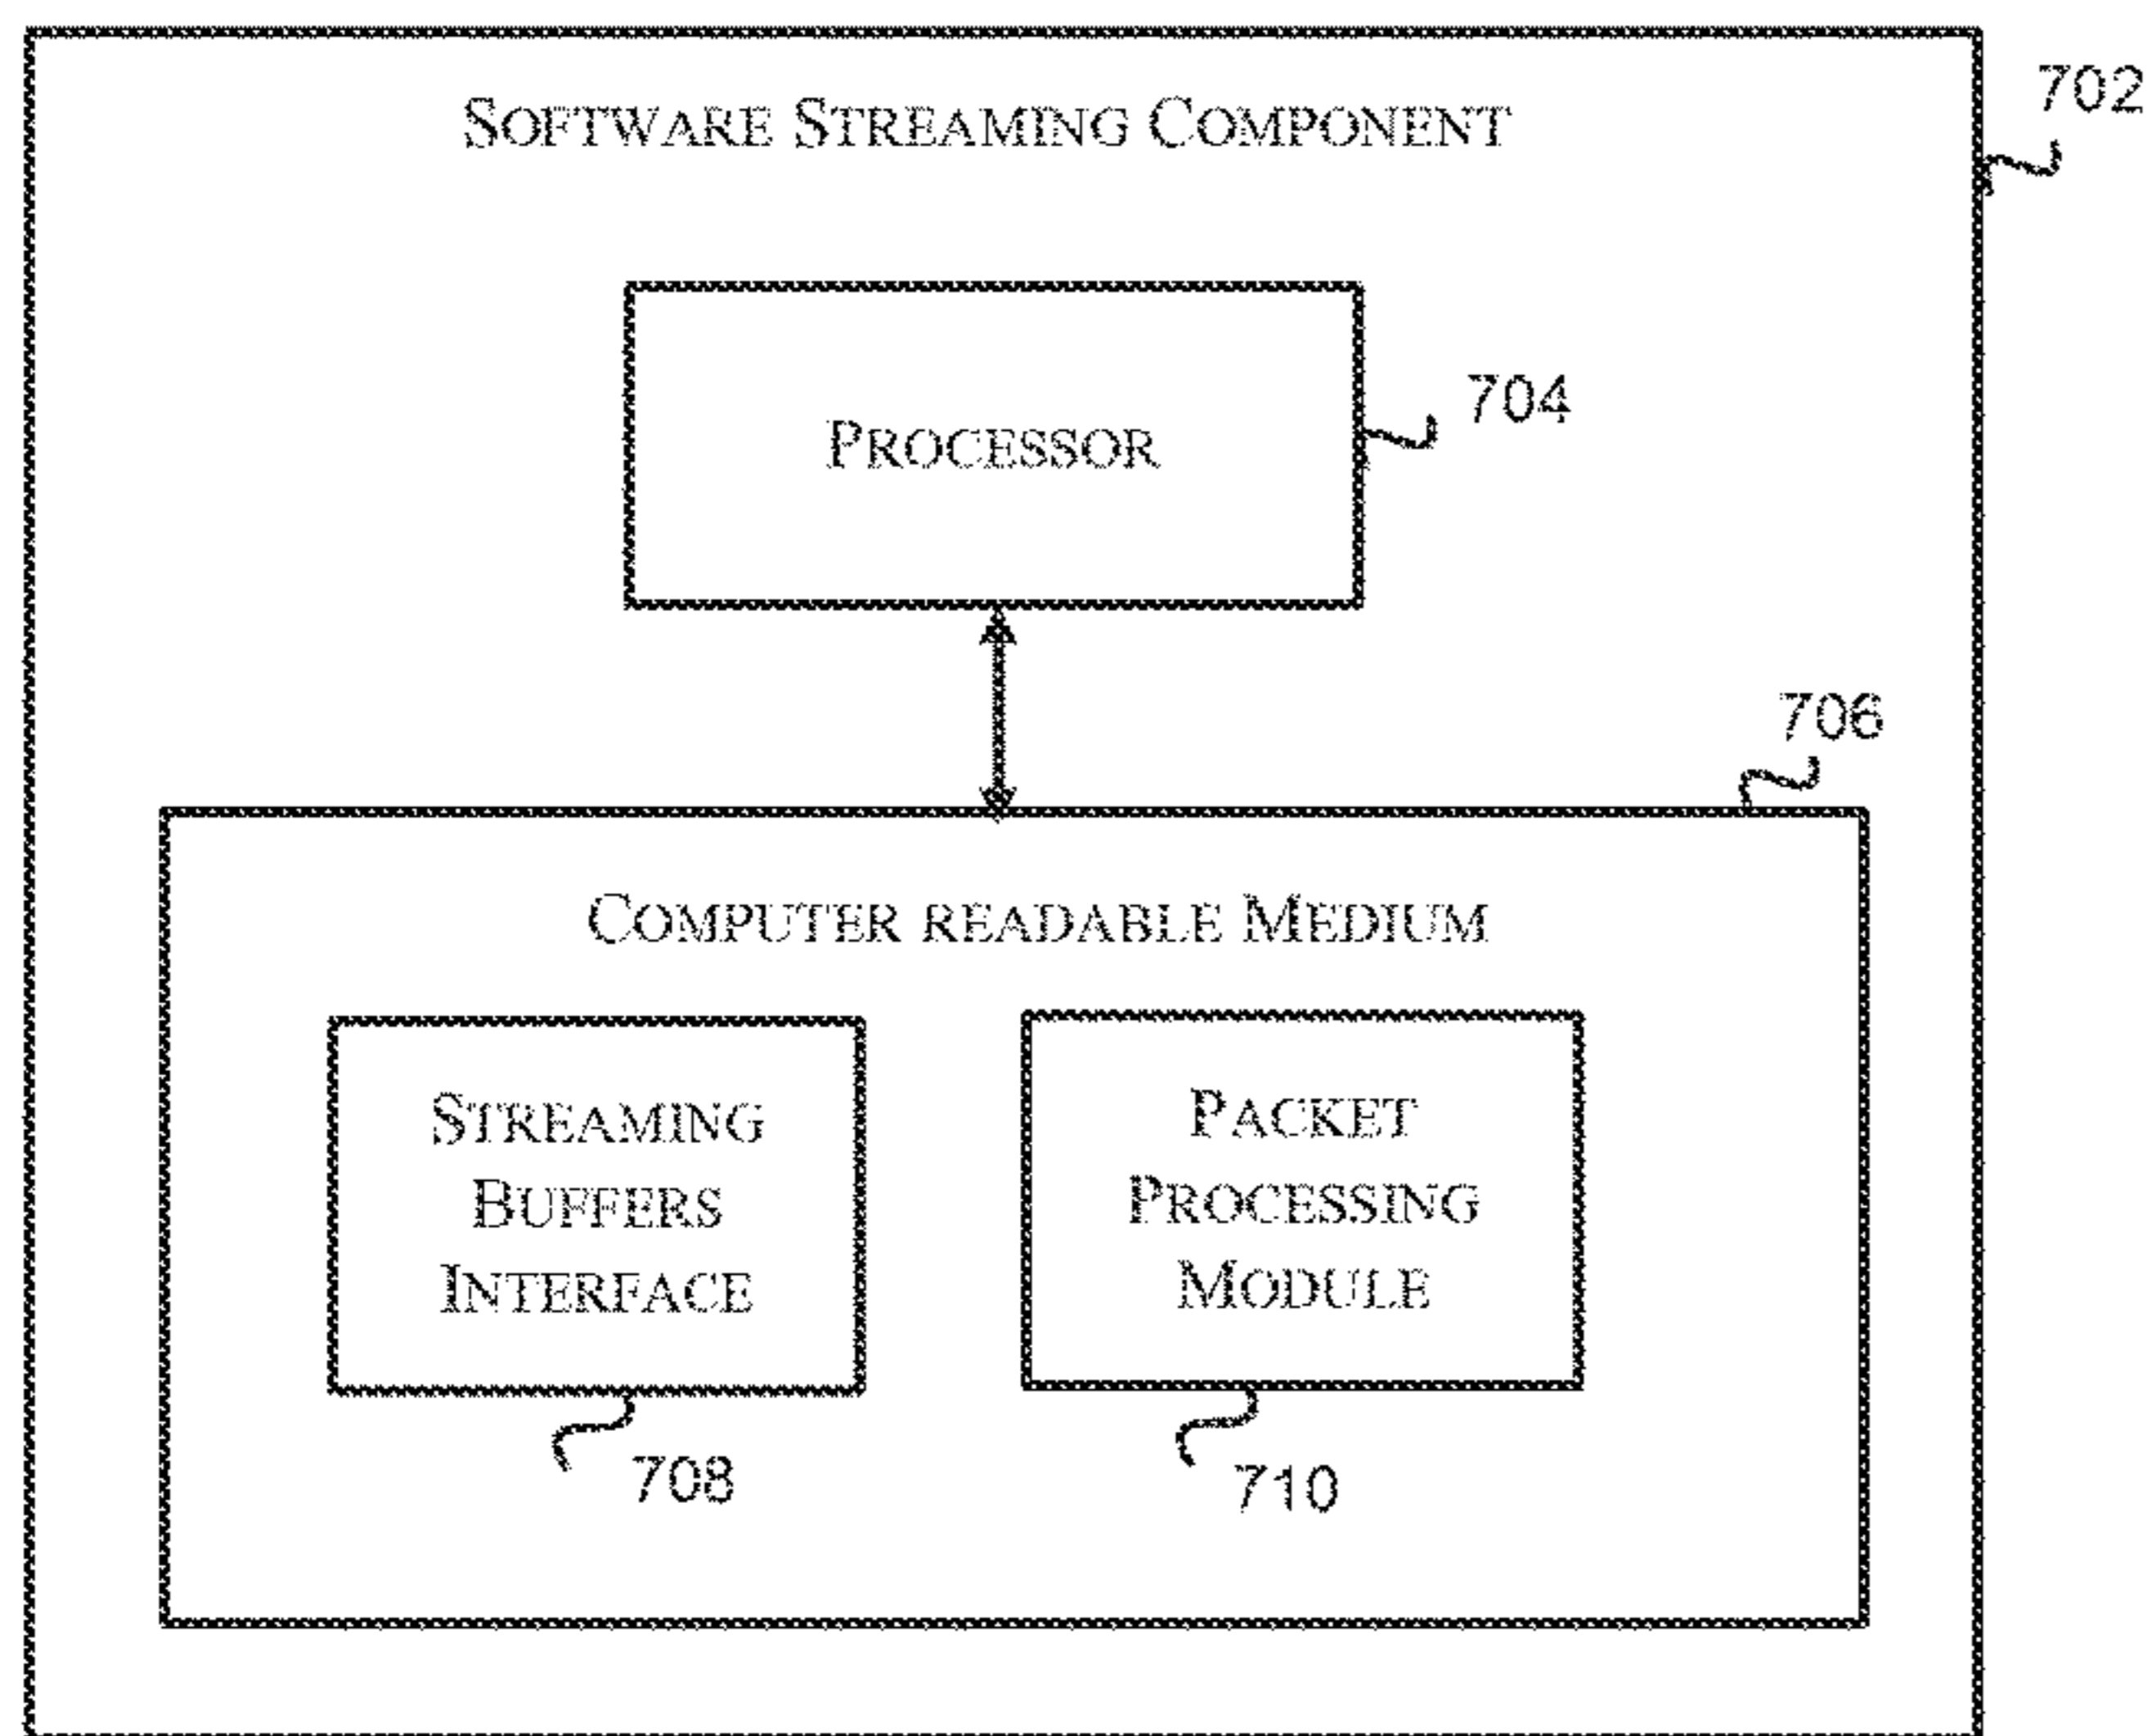 SOFTWARE STREAMING COMPONENT
702
PROCESSOR
704
706
COMPUTER READABLE MEDIUM
STREAMING
BUFFERS
INTERFACE
708
PACKET
PROCESSING
MODULE
710